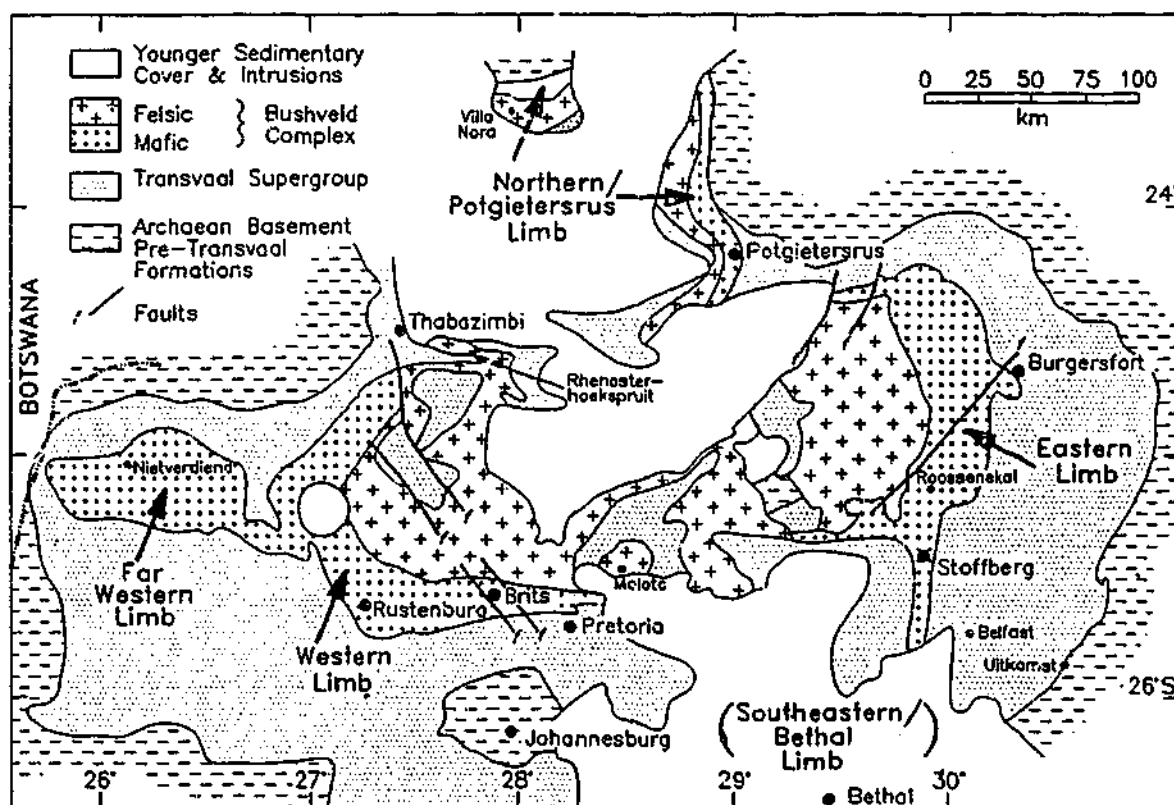 Younger Sedimentary
Cover & Intrusions
Felsic
Mafic
} Bushveld
} Complex
Transvaal Supergroup
Archaean Basement
Pre-Transvaal
Formations
Faults
Villa
Nora
0 25 50 75 100
km
Northern/
Potgietersrus
Limb
24°
Potgietersrus
BOTSWANA
Thabazimbi
Rhenoster-
hoekspruit
Burgersfort
Eastern
Limb
Nietverdiend
Roossenekal
Far
Western
Limb
Western
Limb
Rustenburg
Brits
Pretoria
Moloto
Stoffberg
Belfast
Uitkomst
26°S
(Southeastern/
Bethal
Limb)
Johannesburg
26° 27° 28° 29° 30°
Bethal